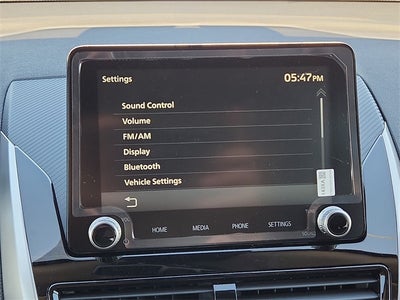 Settings 05:47PM
Sound Control
Volume
FM/AM
Display
Bluetooth
Vehicle Settings
HOME MEDIA PHONE SETTINGS